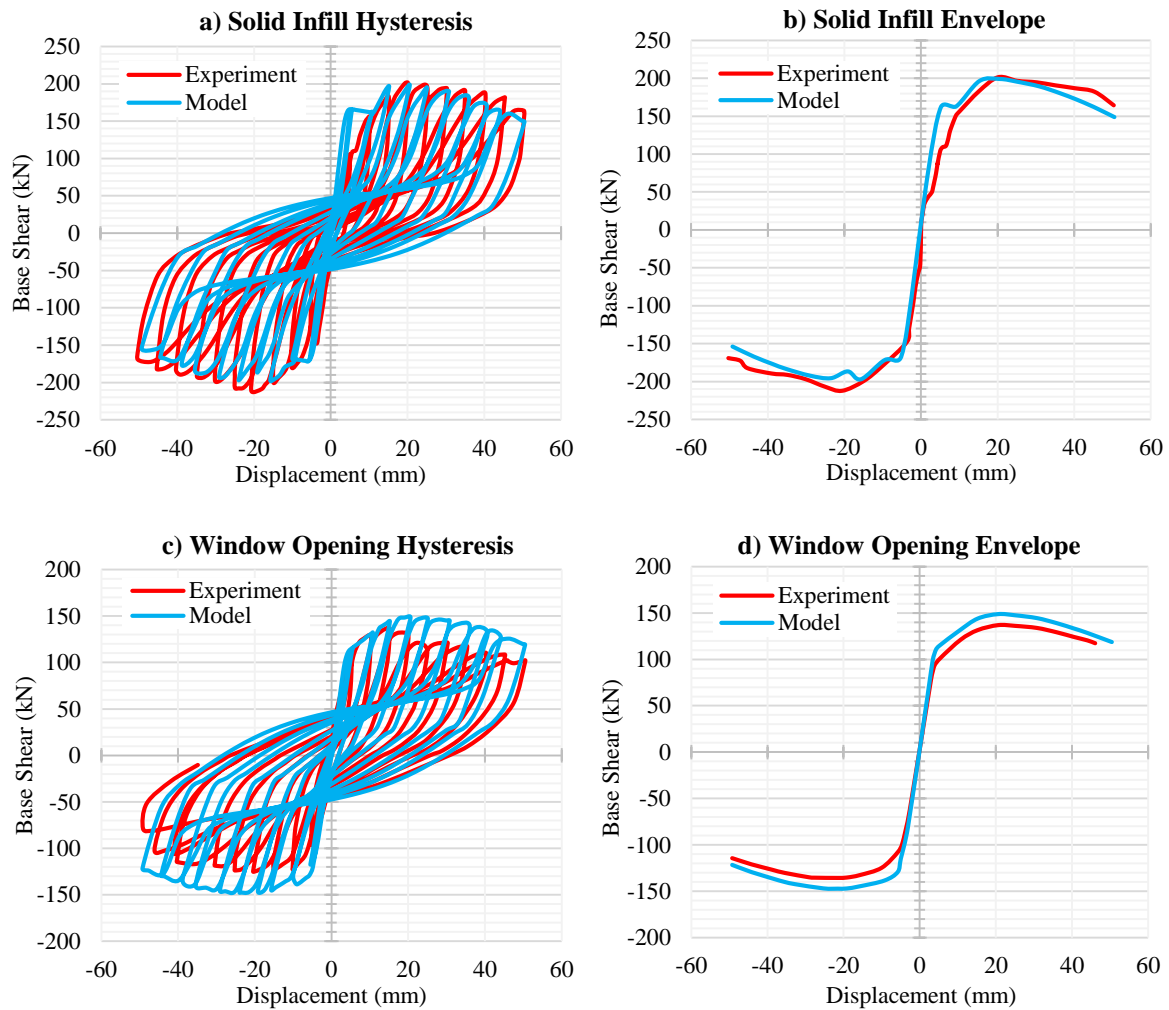 a) Solid Infill Hysteresis
250
200
150
100
50
0
-50
-100
-150
-200
-250
Base Shear (kN)
Experiment
Model
-60 -40 -20 0 20 40 60
Displacement (mm)
b) Solid Infill Envelope
250
200
150
100
50
0
-50
-100
-150
-200
-250
Base Shear (kN)
Experiment
Model
-60 -40 -20 0 20 40 60
Displacement (mm)
c) Window Opening Hysteresis
200
150
100
50
0
-50
-100
-150
-200
Base Shear (kN)
Experiment
Model
-60 -40 -20 0 20 40 60
Displacement (mm)
d) Window Opening Envelope
200
150
100
50
0
-50
-100
-150
-200
Base Shear (kN)
Experiment
Model
-60 -40 -20 0 20 40 60
Displacement (mm)